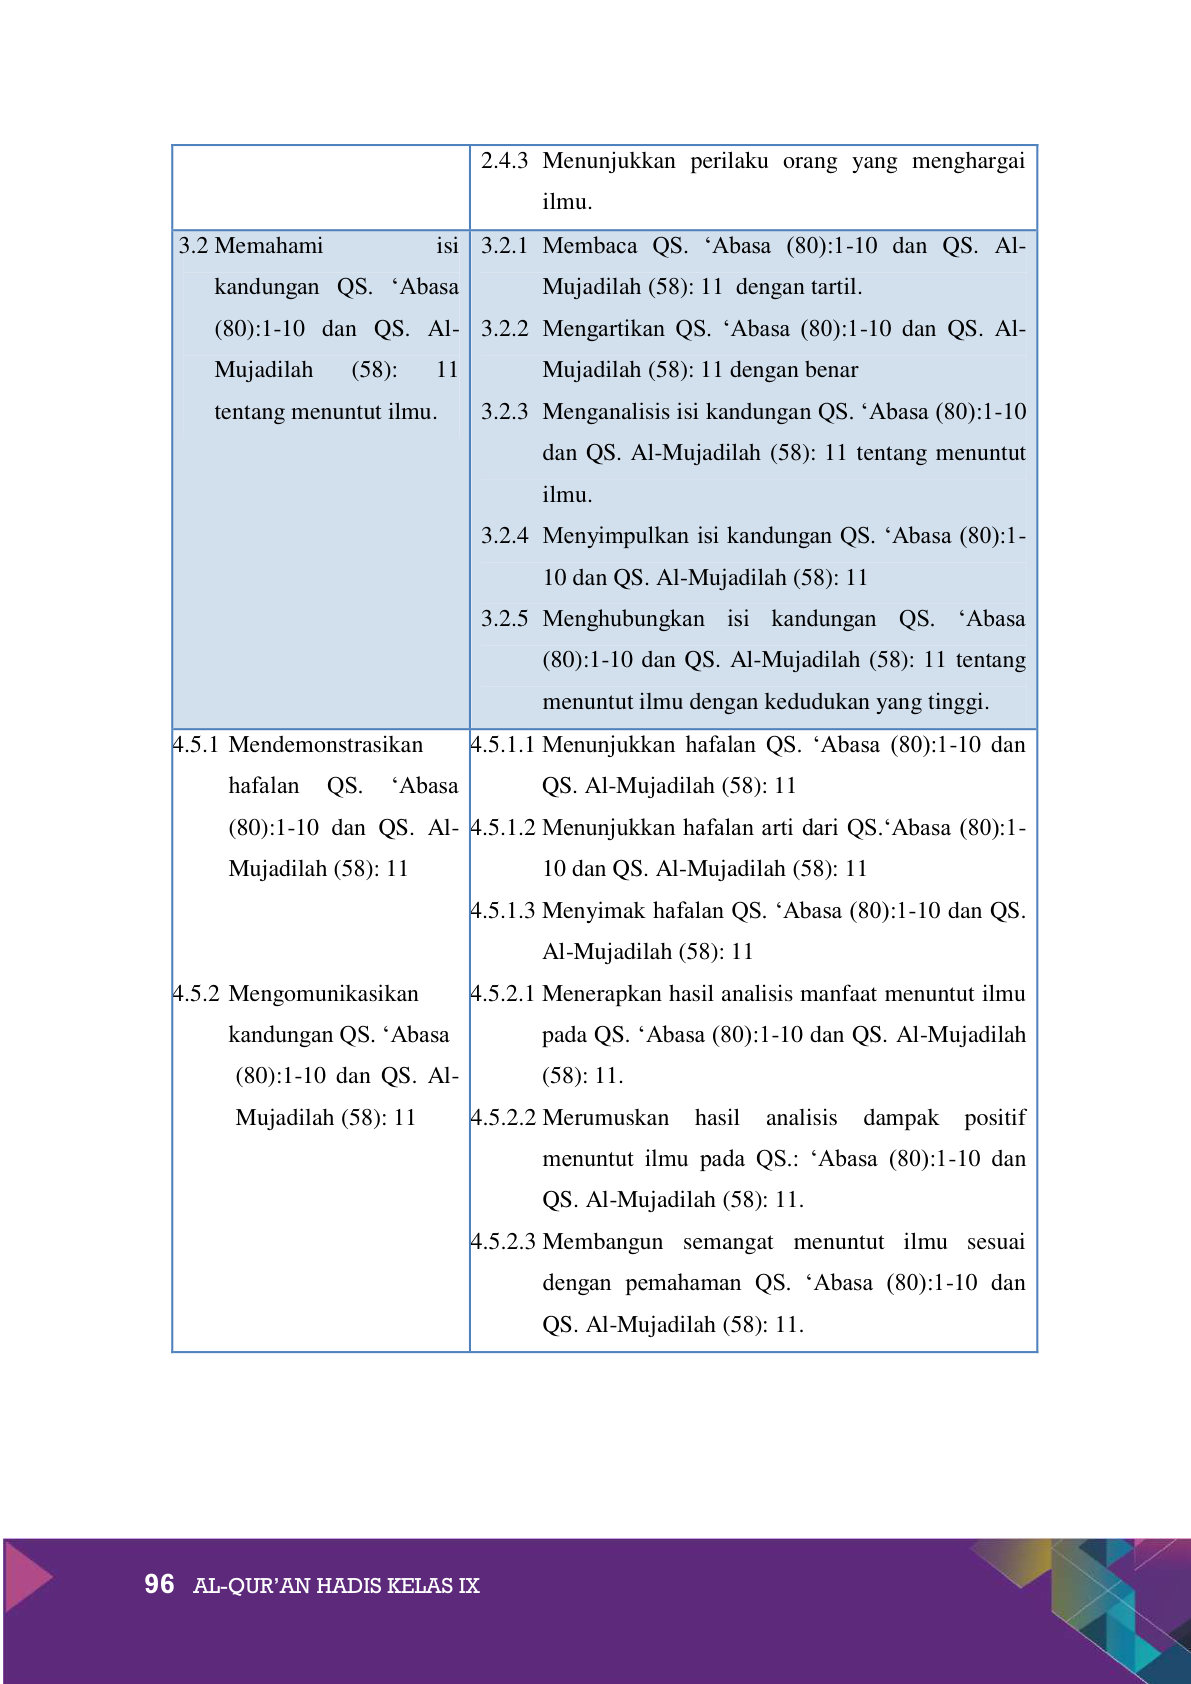 2.4.3 Menunjukkan perilaku orang yang menghargai
ilmu.
3.2 Memahami isi
kandungan QS. ‘Abasa
(80):1-10 dan QS. Al-
Mujadilah (58): 11
tentang menuntut ilmu.
3.2.1 Membaca QS. ‘Abasa (80):1-10 dan QS. Al-
Mujadilah (58): 11 dengan tartil.
3.2.2 Mengartikan QS. ‘Abasa (80):1-10 dan QS. Al-
Mujadilah (58): 11 dengan benar
3.2.3 Menganalisis isi kandungan QS. ‘Abasa (80):1-10
dan QS. Al-Mujadilah (58): 11 tentang menuntut
ilmu.
3.2.4 Menyimpulkan isi kandungan QS. ‘Abasa (80):1-
10 dan QS. Al-Mujadilah (58): 11
3.2.5 Menghubungkan isi kandungan QS. ‘Abasa
(80):1-10 dan QS. Al-Mujadilah (58): 11 tentang
menuntut ilmu dengan kedudukan yang tinggi.
4.5.1 Mendemonstrasikan
hafalan QS. ‘Abasa
(80):1-10 dan QS. Al-
Mujadilah (58): 11
4.5.2 Mengomunikasikan
kandungan QS. ‘Abasa
(80):1-10 dan QS. Al-
Mujadilah (58): 11
4.5.1.1 Menunjukkan hafalan QS. ‘Abasa (80):1-10 dan
QS. Al-Mujadilah (58): 11
4.5.1.2 Menunjukkan hafalan arti dari QS.‘Abasa (80):1-
10 dan QS. Al-Mujadilah (58): 11
4.5.1.3 Menyimak hafalan QS. ‘Abasa (80):1-10 dan QS.
Al-Mujadilah (58): 11
4.5.2.1 Menerapkan hasil analisis manfaat menuntut ilmu
pada QS. ‘Abasa (80):1-10 dan QS. Al-Mujadilah
(58): 11.
4.5.2.2 Merumuskan hasil analisis dampak positif
menuntut ilmu pada QS.: ‘Abasa (80):1-10 dan
QS. Al-Mujadilah (58): 11.
4.5.2.3 Membangun semangat menuntut ilmu sesuai
dengan pemahaman QS. ‘Abasa (80):1-10 dan
QS. Al-Mujadilah (58): 11.
96 AL-QUR’AN HADIS KELAS IX